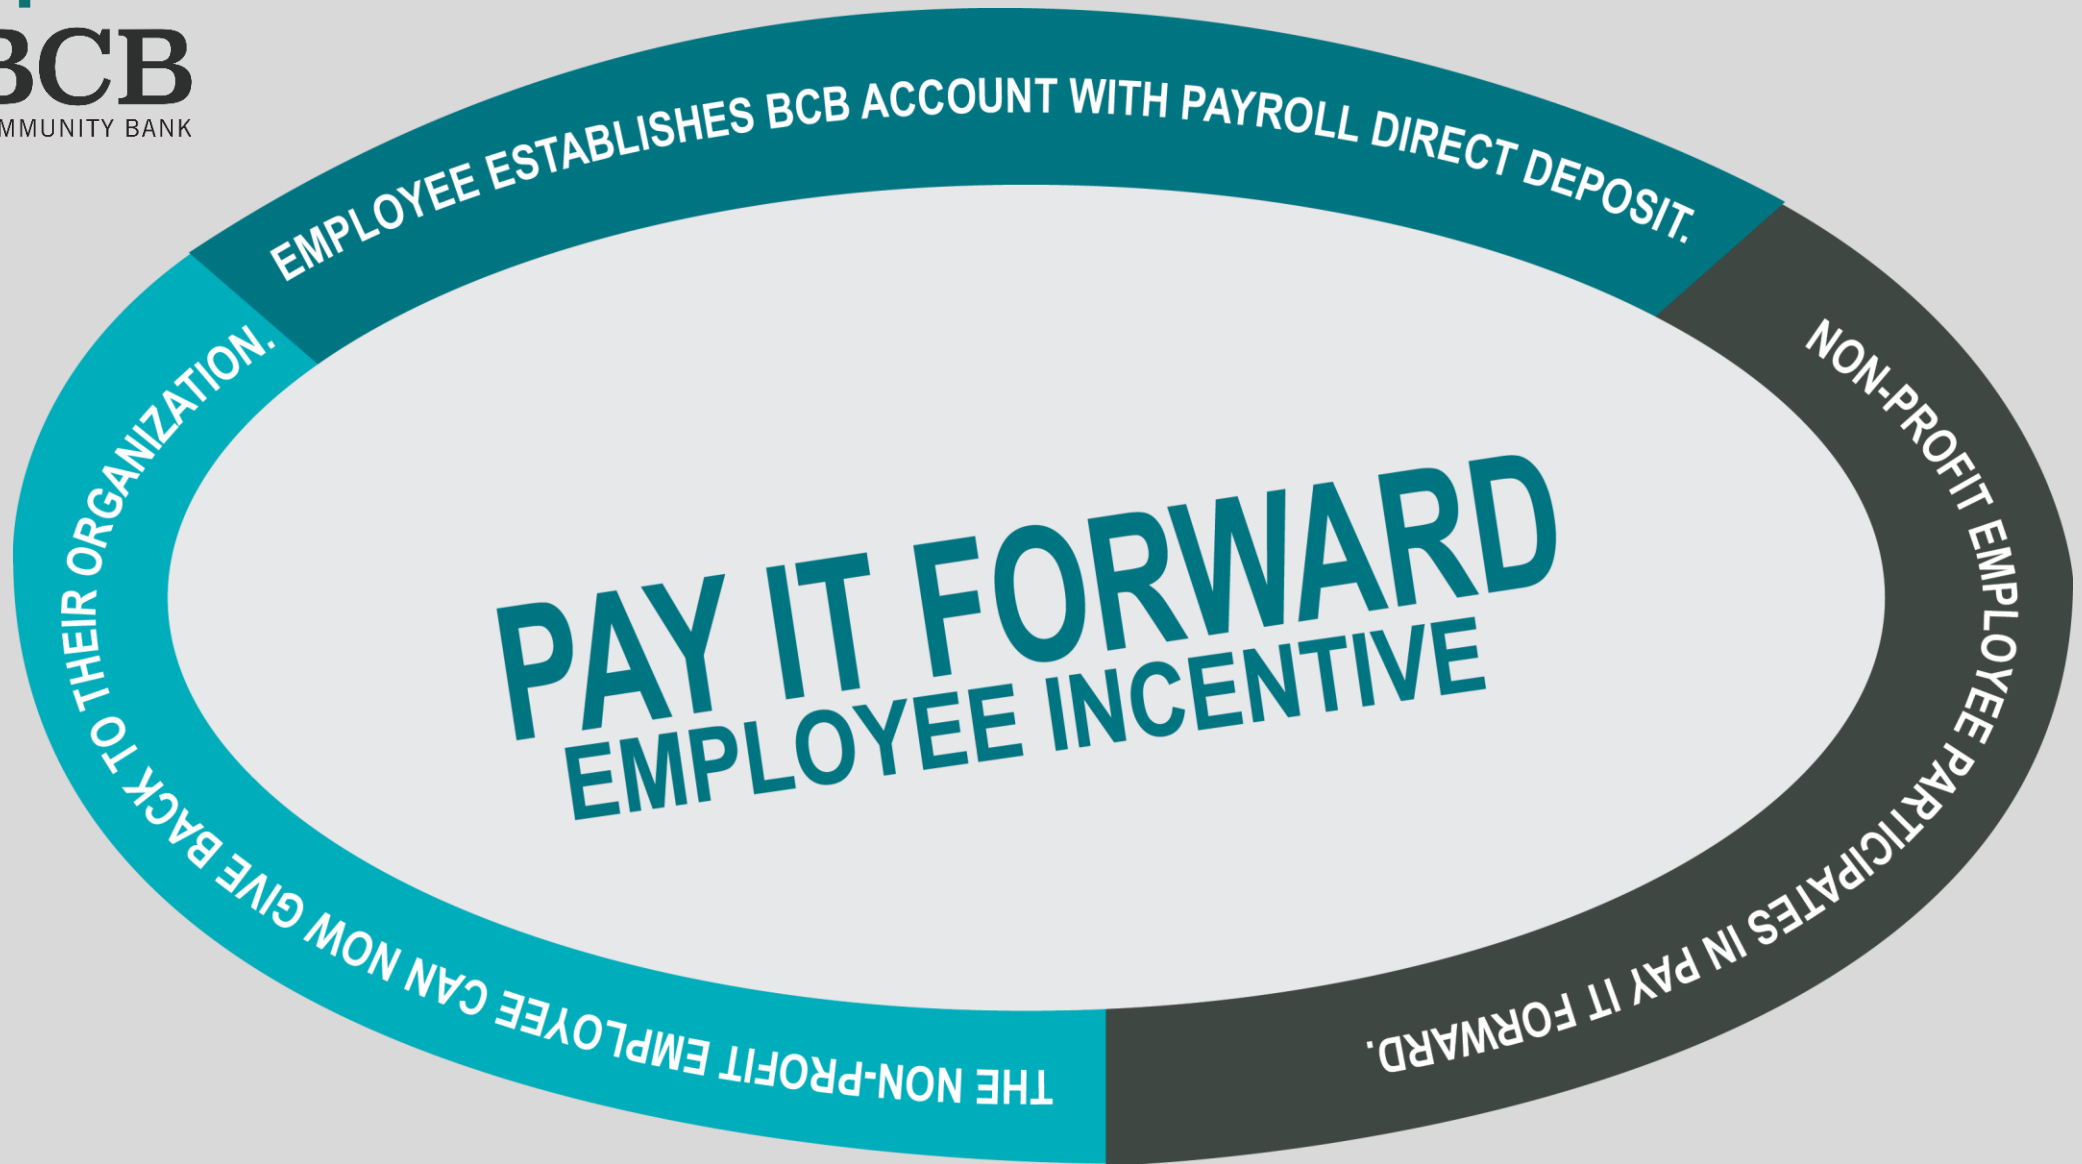 BCB
MMUNITY BANK
EMPLOYEE ESTABLISHES BCB ACCOUNT WITH PAYROLL DIRECT DEPOSIT.
NON-PROFIT EMPLOYEE PARTICIPATES IN PAY IT FORWARD.
THE NON-PROFIT EMPLOYEE CAN NOW GIVE BACK TO THEIR ORGANIZATION.
PAY IT FORWARD
EMPLOYEE INCENTIVE